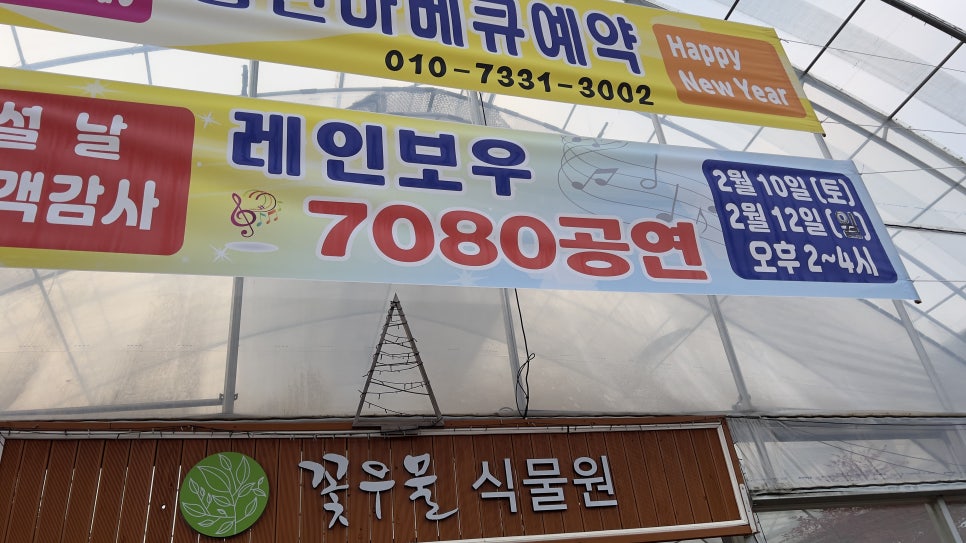 바베큐예약
010-7331-3002
Happy
New Year
설날
객감사
레인보우
7080공연
2월 10일(토)
2월 12일(월)
오후 2~4시
꽃우물 식물원